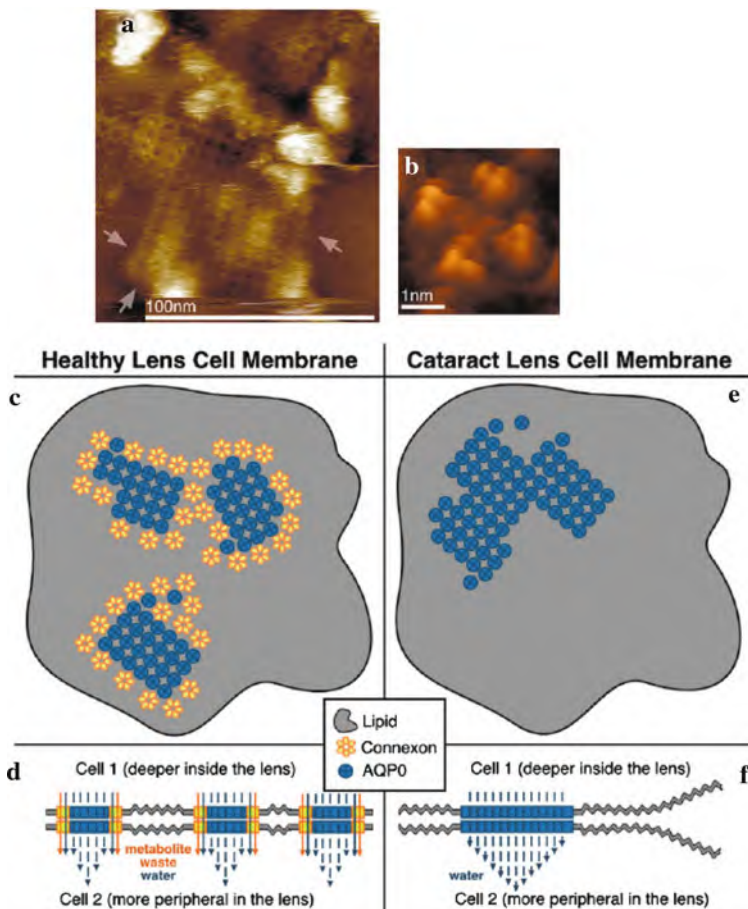 a
100nm
b
1nm
Healthy Lens Cell Membrane
Cataract Lens Cell Membrane
c
e
Lipid
Connexon
AQP0
d
Cell 1 (deeper inside the lens)
metabolite
waste
water
Cell 2 (more peripheral in the lens)
f
Cell 1 (deeper inside the lens)
water
Cell 2 (more peripheral in the lens)